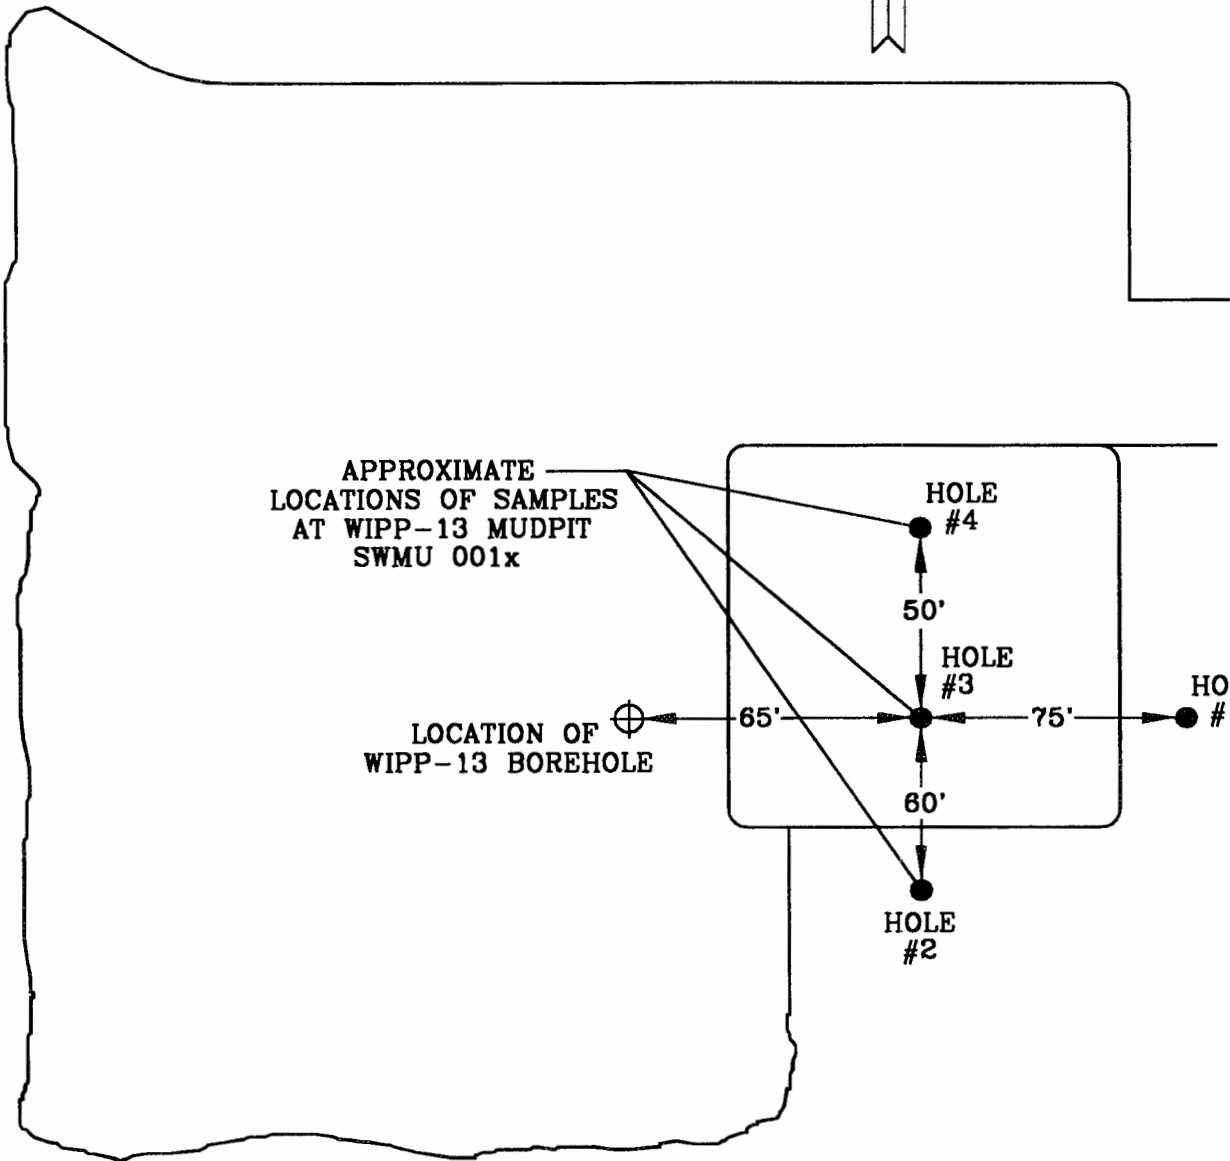 APPROXIMATE
LOCATIONS OF SAMPLES
AT WIPP-13 MUDPIT
SWMU 001x
HOLE
#4
50'
HOLE
#3
HO
#
65'
75'
LOCATION OF
WIPP-13 BOREHOLE
60'
HOLE
#2